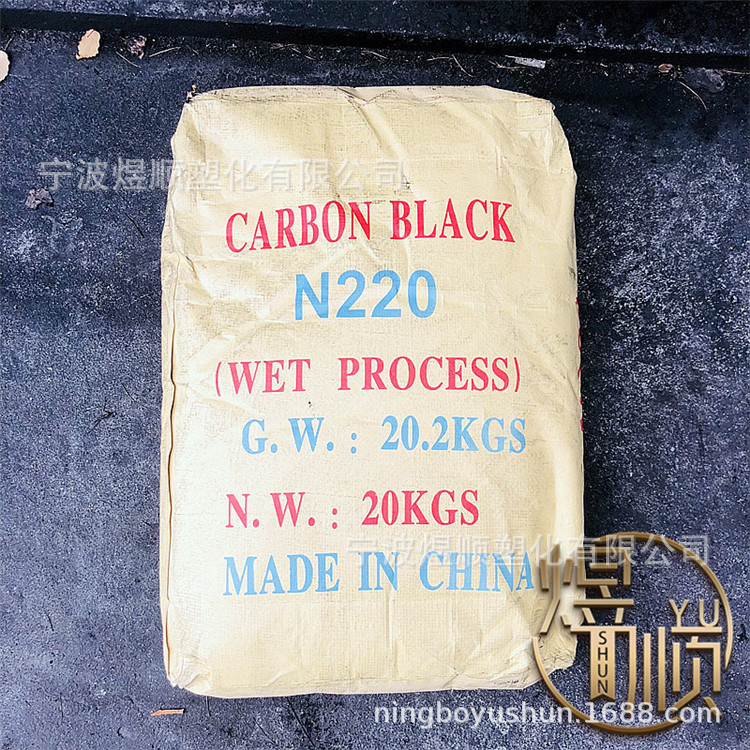 宁波煜顺塑化有限公司
CARBON BLACK
N220
(WET PROCESS)
G.W.: 20.2KGS
N.W.: 20KGS
宁波煜顺塑化有限公司
MADE IN CHINA
煜顺
YU
SHUN
ningboyushun.1688.com